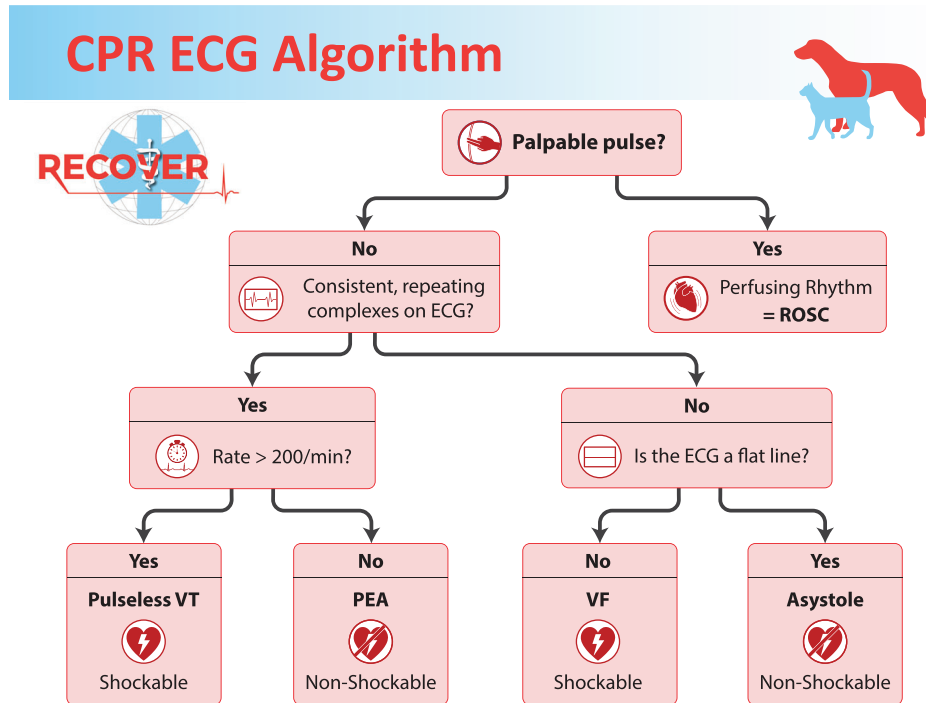 CPR ECG Algorithm
RECOVER
Palpable pulse?
No
Consistent, repeating
complexes on ECG?
Yes
Perfusing Rhythm
= ROSC
Yes
Rate > 200/min?
No
Is the ECG a flat line?
Yes
Pulseless VT
Shockable
No
PEA
Non-Shockable
No
VF
Shockable
Yes
Asystole
Non-Shockable